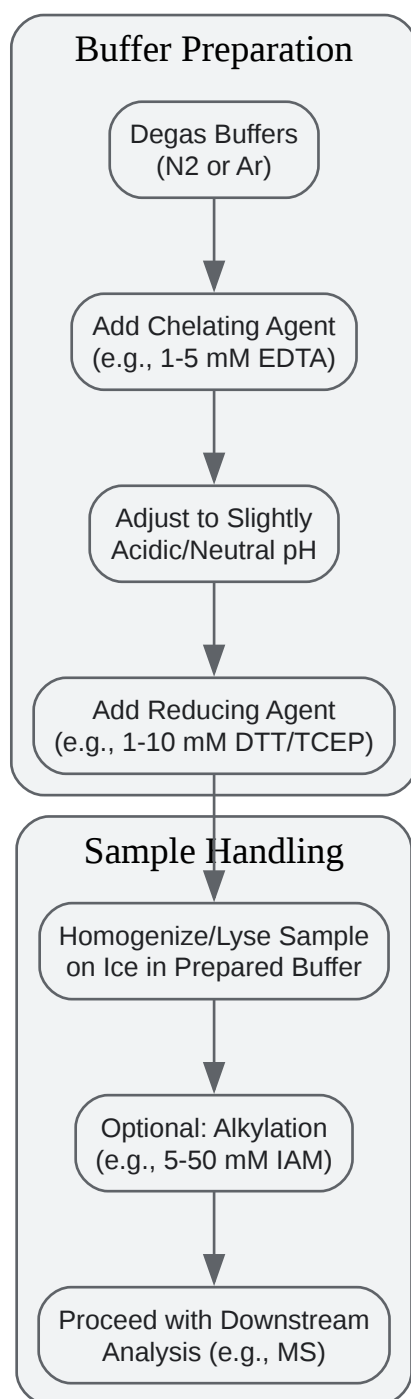 Buffer Preparation
Degas Buffers
(N2 or Ar)
Add Chelating Agent
(e.g., 1-5 mM EDTA)
Adjust to Slightly
Acidic/Neutral pH
Add Reducing Agent
(e.g., 1-10 mM DTT/TCEP)
Sample Handling
Homogenize/Lyse Sample
on Ice in Prepared Buffer
Optional: Alkylation
(e.g., 5-50 mM IAM)
Proceed with Downstream
Analysis (e.g., MS)